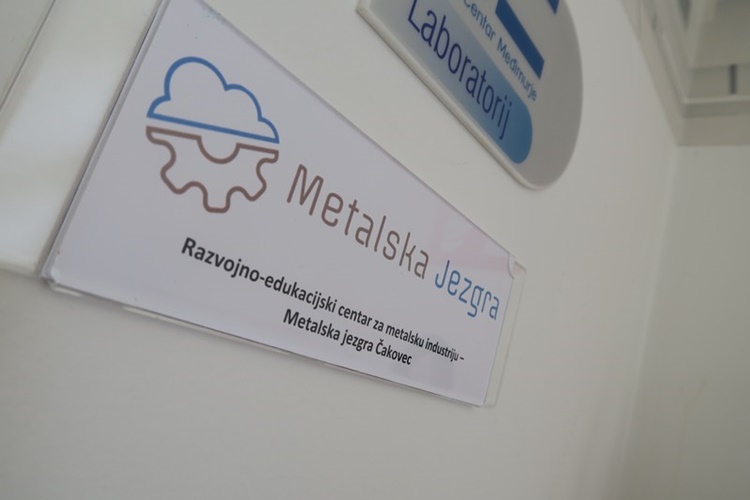 Centar Međimurje
Laboratorij
Metalska Jezgra
Razvojno-edukacijski centar za metalsku industriju –
Metalska jezgra Čakovec